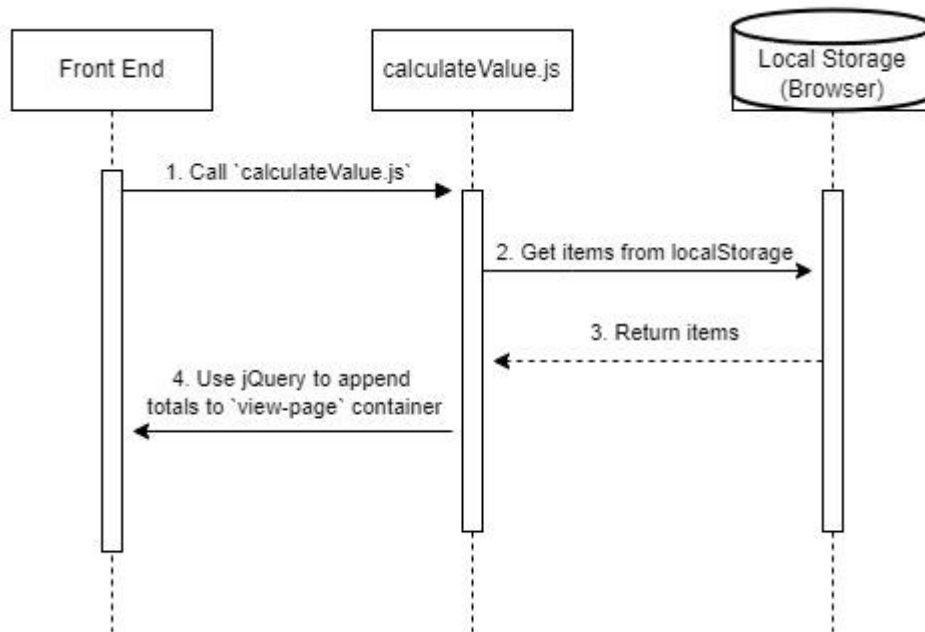 Front End
calculateValue.js
Local Storage
(Browser)
1. Call `calculateValue.js`
2. Get items from localStorage
3. Return items
4. Use jQuery to append
totals to `view-page` container